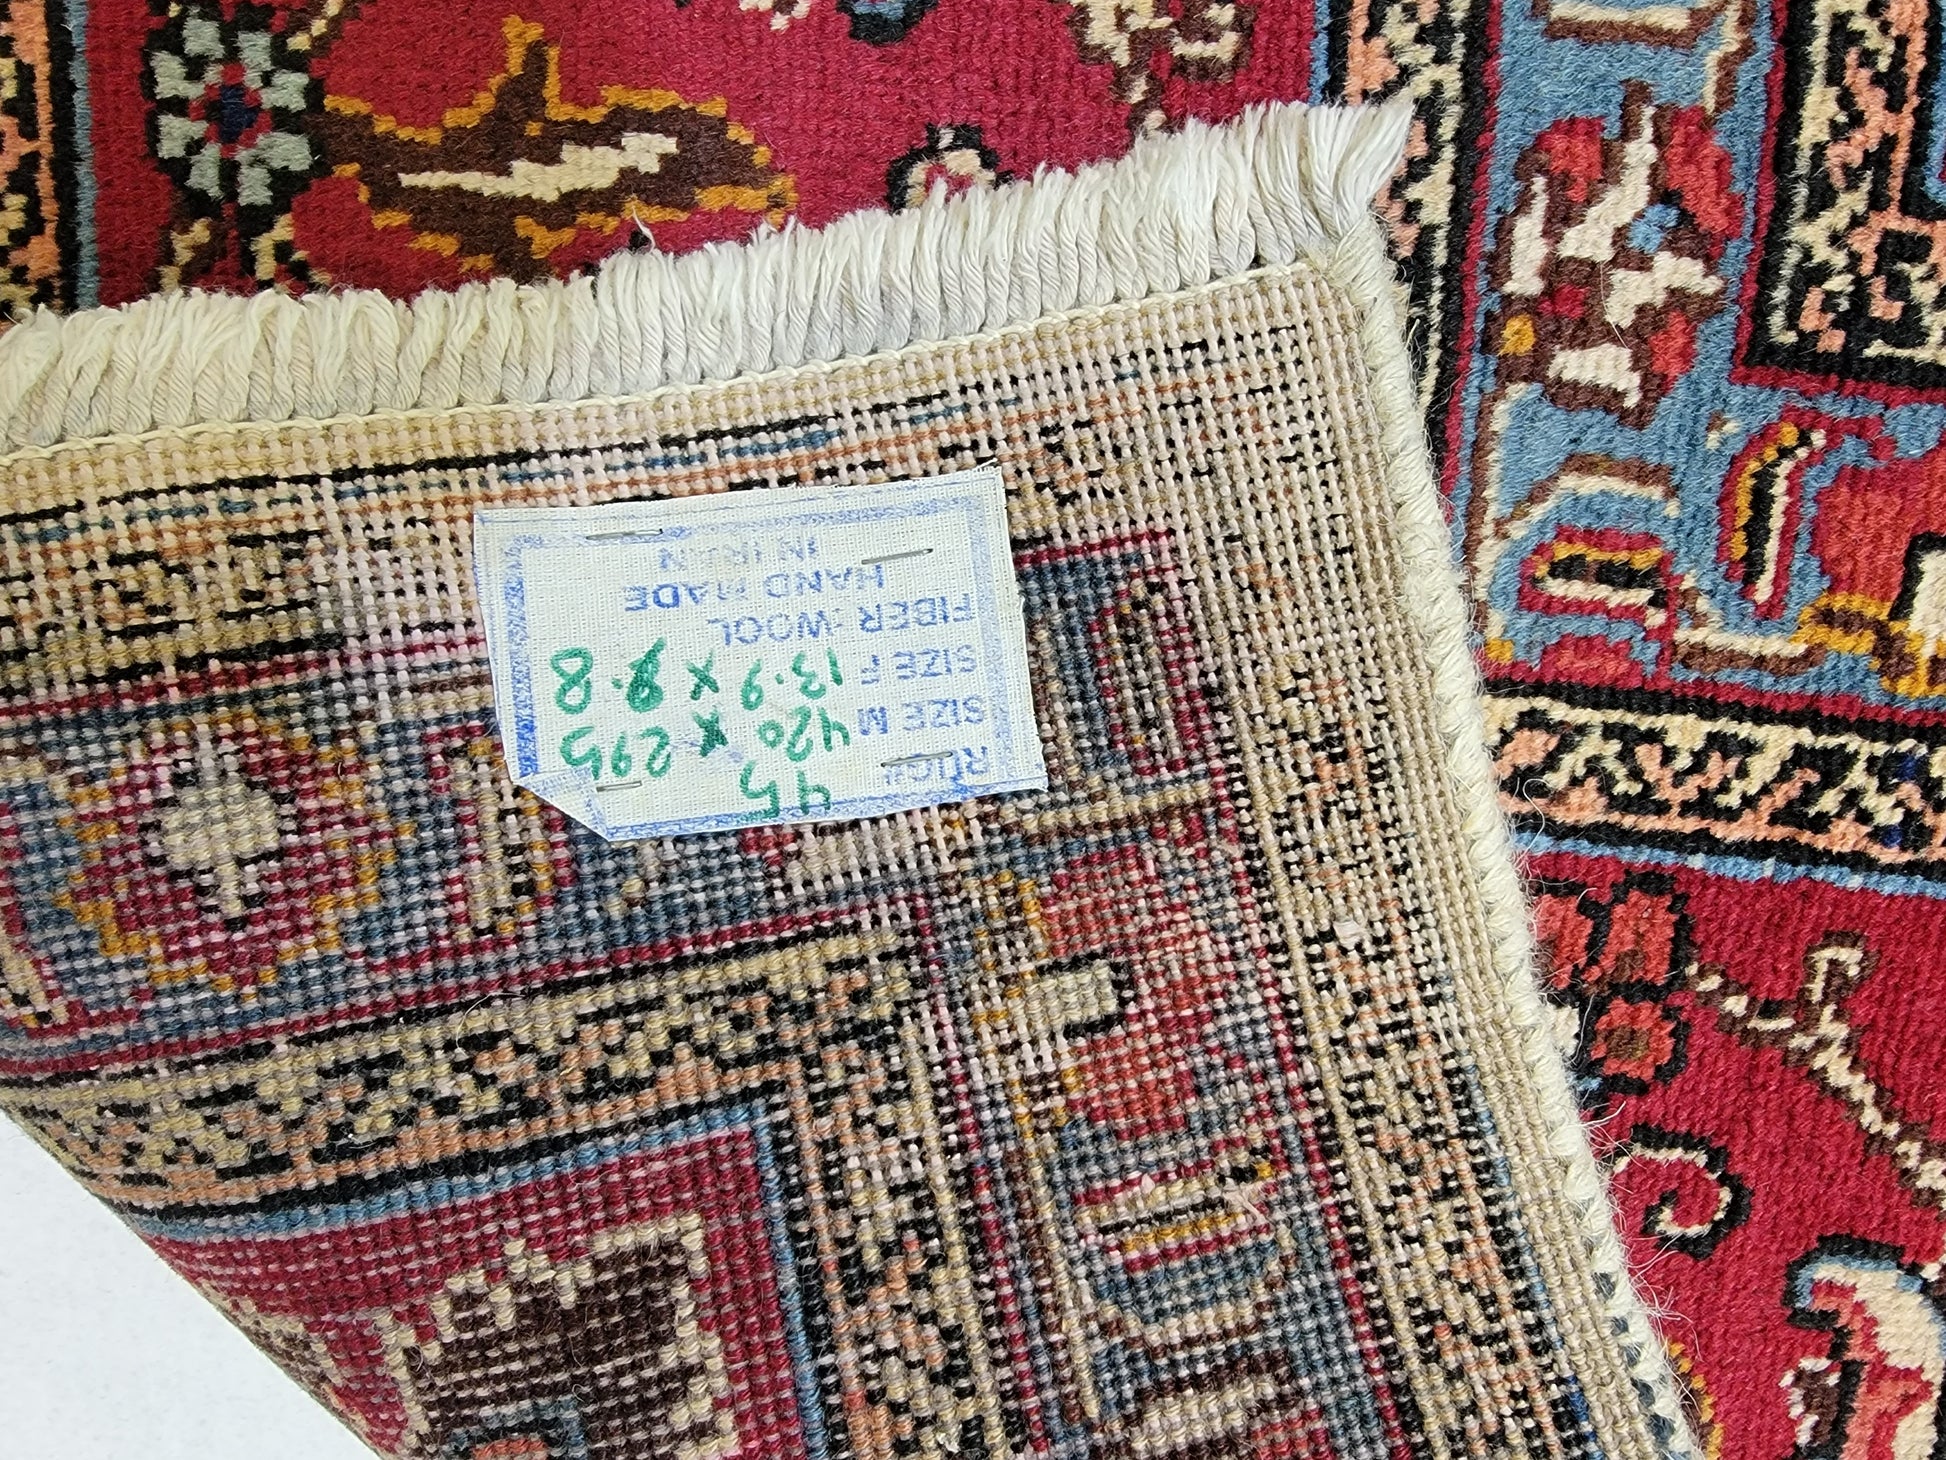 RUG# 45
SIZE M 420 x 295
SIZE F 13.9 x 9.8
FIBER -WOOL
HAND MADE
IN IRAN